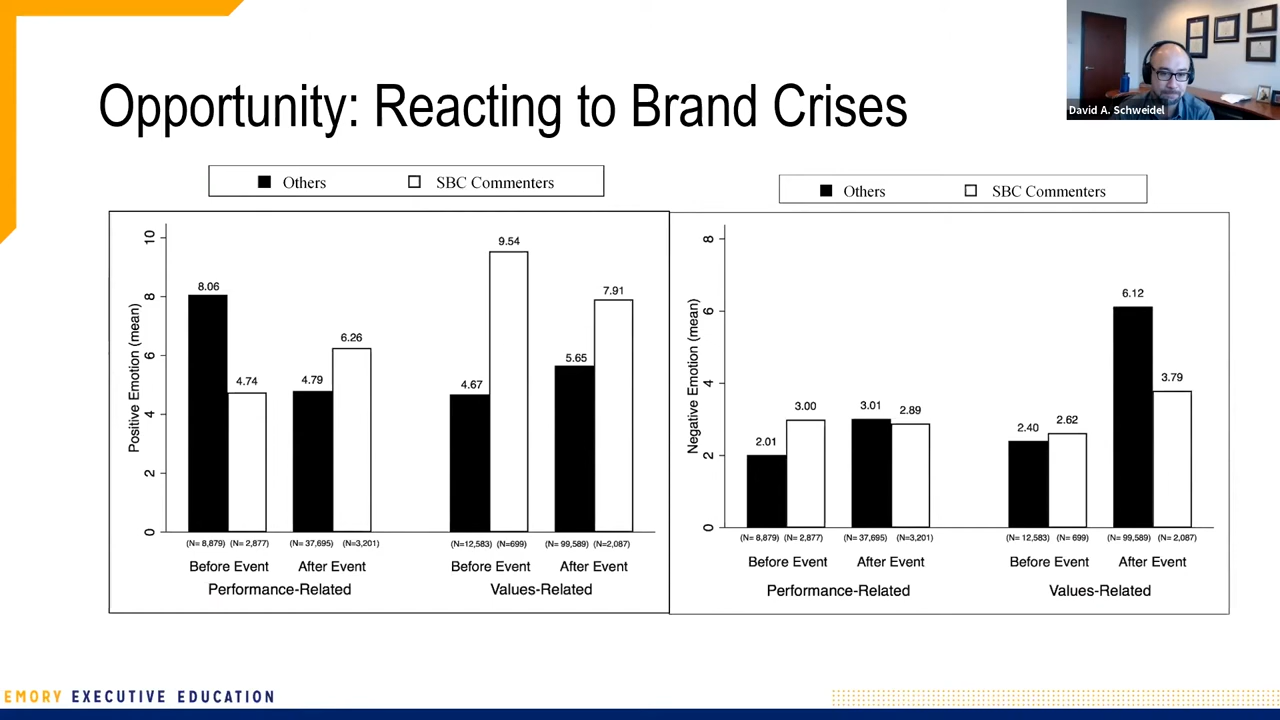 David A. Schweidel
Opportunity: Reacting to Brand Crises
Others SBC Commenters
Positive Emotion (mean)
10
8
6
4
2
0
8.06
4.74
4.79
6.26
4.67
9.54
5.65
7.91
(N= 8,879) (N= 2,877) (N= 37,695) (N=3,201) (N=12,583) (N=699) (N= 99,589) (N=2,087)
Before Event After Event Before Event After Event
Performance-Related Values-Related
Others SBC Commenters
Negative Emotion (mean)
8
6
4
2
0
2.01
3.00
3.01
2.89
2.40
2.62
6.12
3.79
(N= 8,879) (N= 2,877) (N= 37,695) (N=3,201) (N= 12,583) (N= 699) (N= 99,589) (N= 2,087)
Before Event After Event Before Event After Event
Performance-Related Values-Related
EMORY EXECUTIVE EDUCATION